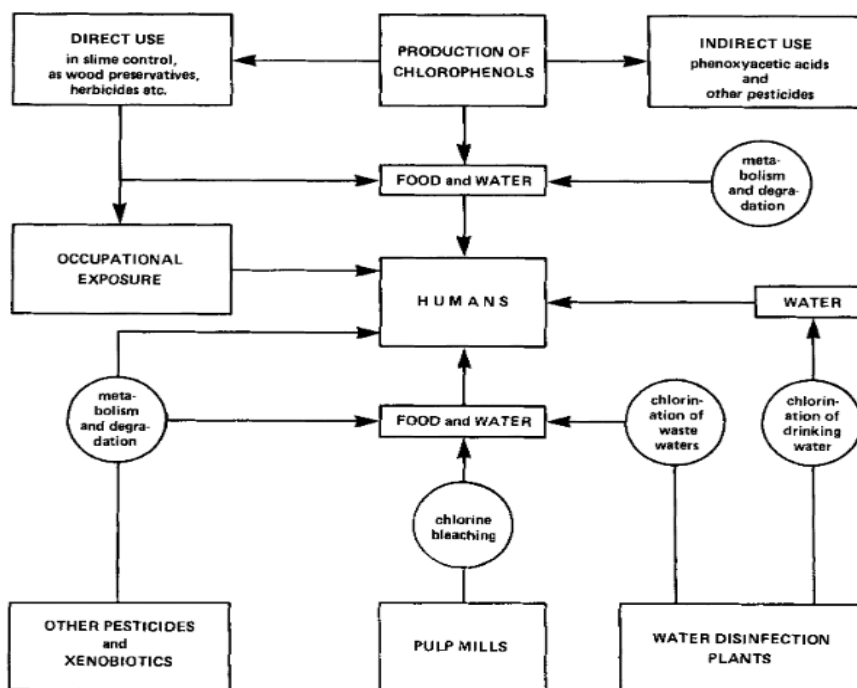 DIRECT USE
in slime control,
as wood preservatives,
herbicides etc.
PRODUCTION OF
CHLOROPHENOLS
INDIRECT USE
phenoxyacetic acids
and
other pesticides
FOOD and WATER
meta-
bolism
and degra-
dation
OCCUPATIONAL
EXPOSURE
HUMANS
WATER
meta-
bolism
and degra-
dation
FOOD and WATER
chlorin-
ation of
waste
waters
chlorin-
ation of
drinking
water
chlorine
bleaching
OTHER PESTICIDES
and
XENOBIOTICS
PULP MILLS
WATER DISINFECTION
PLANTS